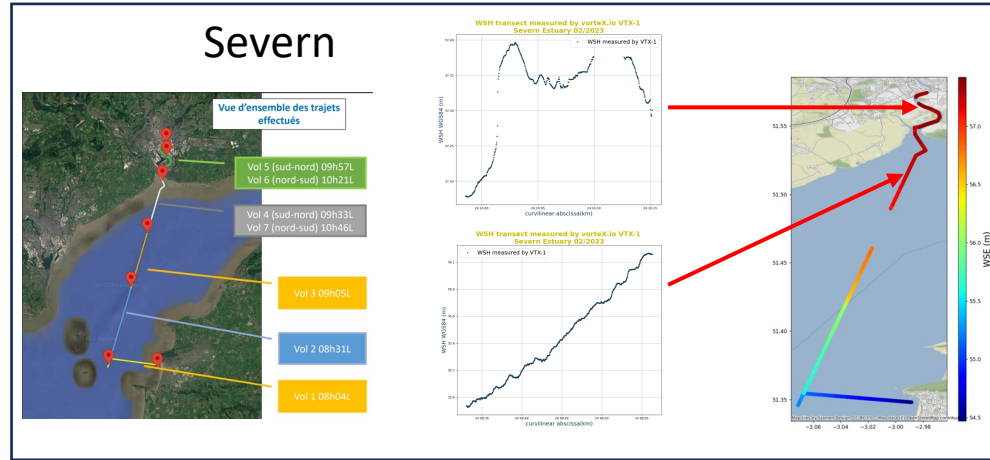 Severn
Vue d'ensemble des trajets
effectués
Vol 5 (sud-nord) 09h57L
Vol 6 (nord-sud) 10h21L
Vol 4 (sud-nord) 09h33L
Vol 7 (nord-sud) 10h46L
Vol 3 09h05L
Vol 2 08h31L
Vol 1 08h04L
WSH transect measured by vorteX.io VTX-1
Severn Estuary 02/2023
WSH measured by VTX-1
WSH WGS84 (m)
curvilinear abscissa(km)
WSH transect measured by vorteX.io VTX-1
Severn Estuary 02/2023
WSH measured by VTX-1
WSH WGS84 (m)
curvilinear abscissa(km)
51.55
51.50
51.45
51.40
51.35
−3.06
−3.04
−3.02
−3.00
−2.98
57.0
56.5
56.0
55.5
55.0
54.5
WSE (m)